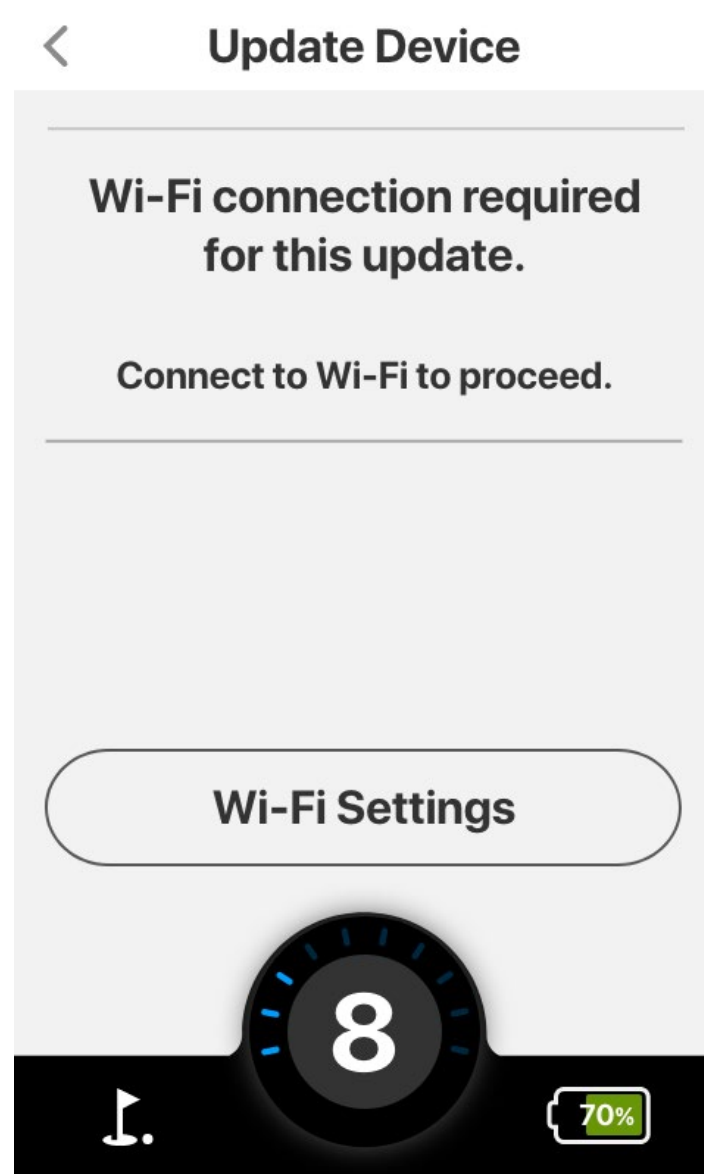 Update Device
Wi-Fi connection required
for this update.
Connect to Wi-Fi to proceed.
Wi-Fi Settings
8
70%